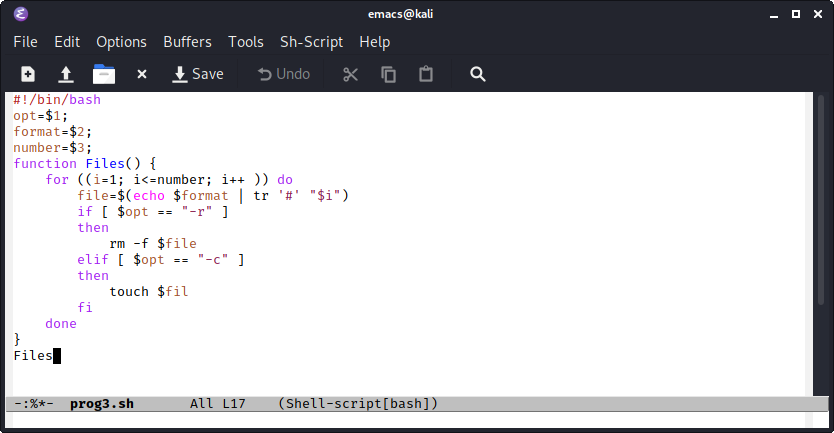 emacs@kali
File Edit Options Buffers Tools Sh-Script Help
Save Undo
#!/bin/bash
opt=$1;
format=$2;
number=$3;
function Files() {
    for ((i=1; i<=number; i++ )) do
        file=$(echo $format | tr '#' "$i")
        if [ $opt == "-r" ]
        then
            rm -f $file
        elif [ $opt == "-c" ]
        then
            touch $fil
        fi
    done
}
Files
-:%*-  prog3.sh       All L17    (Shell-script[bash])